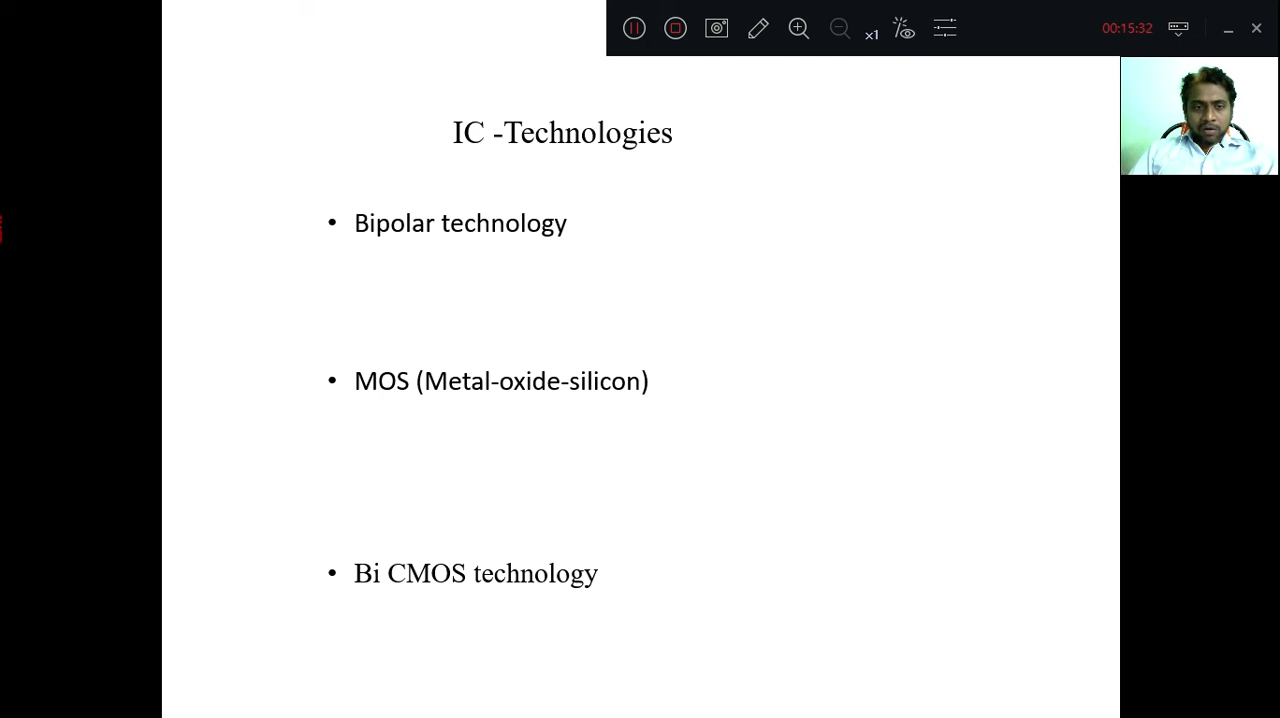 x1
00:15:32
IC -Technologies
• Bipolar technology
• MOS (Metal-oxide-silicon)
• Bi CMOS technology